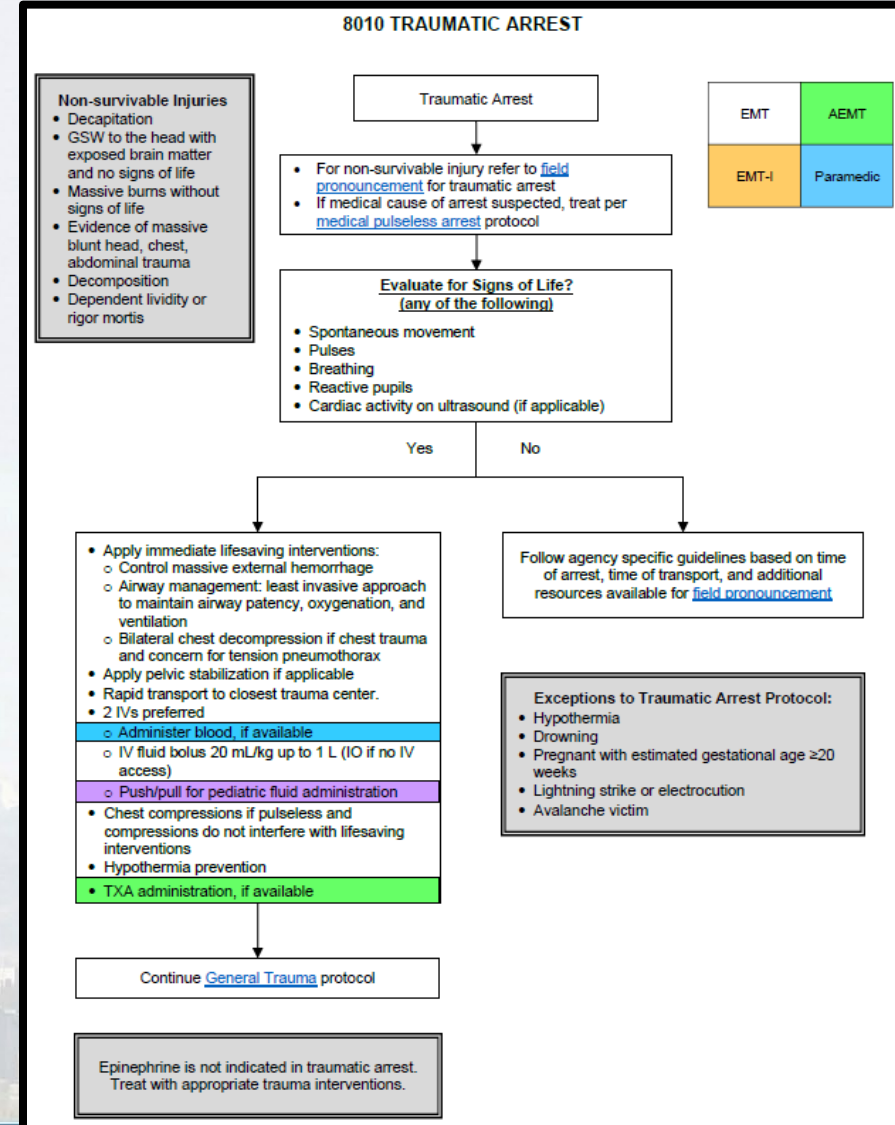 8010 TRAUMATIC ARREST
Non-survivable Injuries
• Decapitation
• GSW to the head with
exposed brain matter
and no signs of life
• Massive burns without
signs of life
• Evidence of massive
blunt head, chest,
abdominal trauma
• Decomposition
• Dependent lividity or
rigor mortis
Traumatic Arrest
EMT
AEMT
EMT-I
Paramedic
• For non-survivable injury refer to field
pronouncement for traumatic arrest
• If medical cause of arrest suspected, treat per
medical pulseless arrest protocol
Evaluate for Signs of Life?
(any of the following)
• Spontaneous movement
• Pulses
• Breathing
• Reactive pupils
• Cardiac activity on ultrasound (if applicable)
Yes
No
• Apply immediate lifesaving interventions:
o Control massive external hemorrhage
o Airway management: least invasive approach
to maintain airway patency, oxygenation, and
ventilation
o Bilateral chest decompression if chest trauma
and concern for tension pneumothorax
• Apply pelvic stabilization if applicable
• Rapid transport to closest trauma center.
• 2 IVs preferred
o Administer blood, if available
o IV fluid bolus 20 mL/kg up to 1 L (IO if no IV
access)
o Push/pull for pediatric fluid administration
• Chest compressions if pulseless and
compressions do not interfere with lifesaving
interventions
• Hypothermia prevention
• TXA administration, if available
Follow agency specific guidelines based on time
of arrest, time of transport, and additional
resources available for field pronouncement
Exceptions to Traumatic Arrest Protocol:
• Hypothermia
• Drowning
• Pregnant with estimated gestational age ≥20
weeks
• Lightning strike or electrocution
• Avalanche victim
Continue General Trauma protocol
Epinephrine is not indicated in traumatic arrest.
Treat with appropriate trauma interventions.